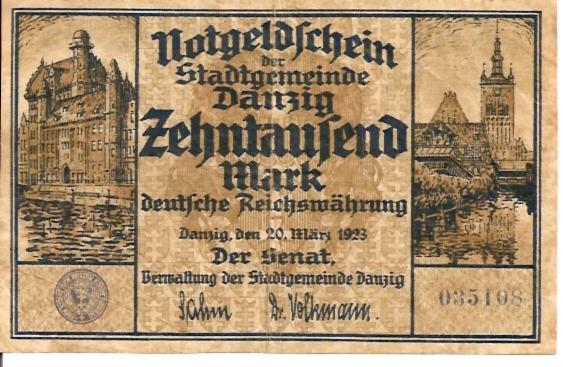 Notgeldschein
der
Stadtgemeinde
Danzig
Zehntausend
Mark
deutsche Reichswährung
Danzig, den 20. März 1923
Der Senat,
Verwaltung der Stadtgemeinde Danzig
Sahm Dr. Volkmann.
035108